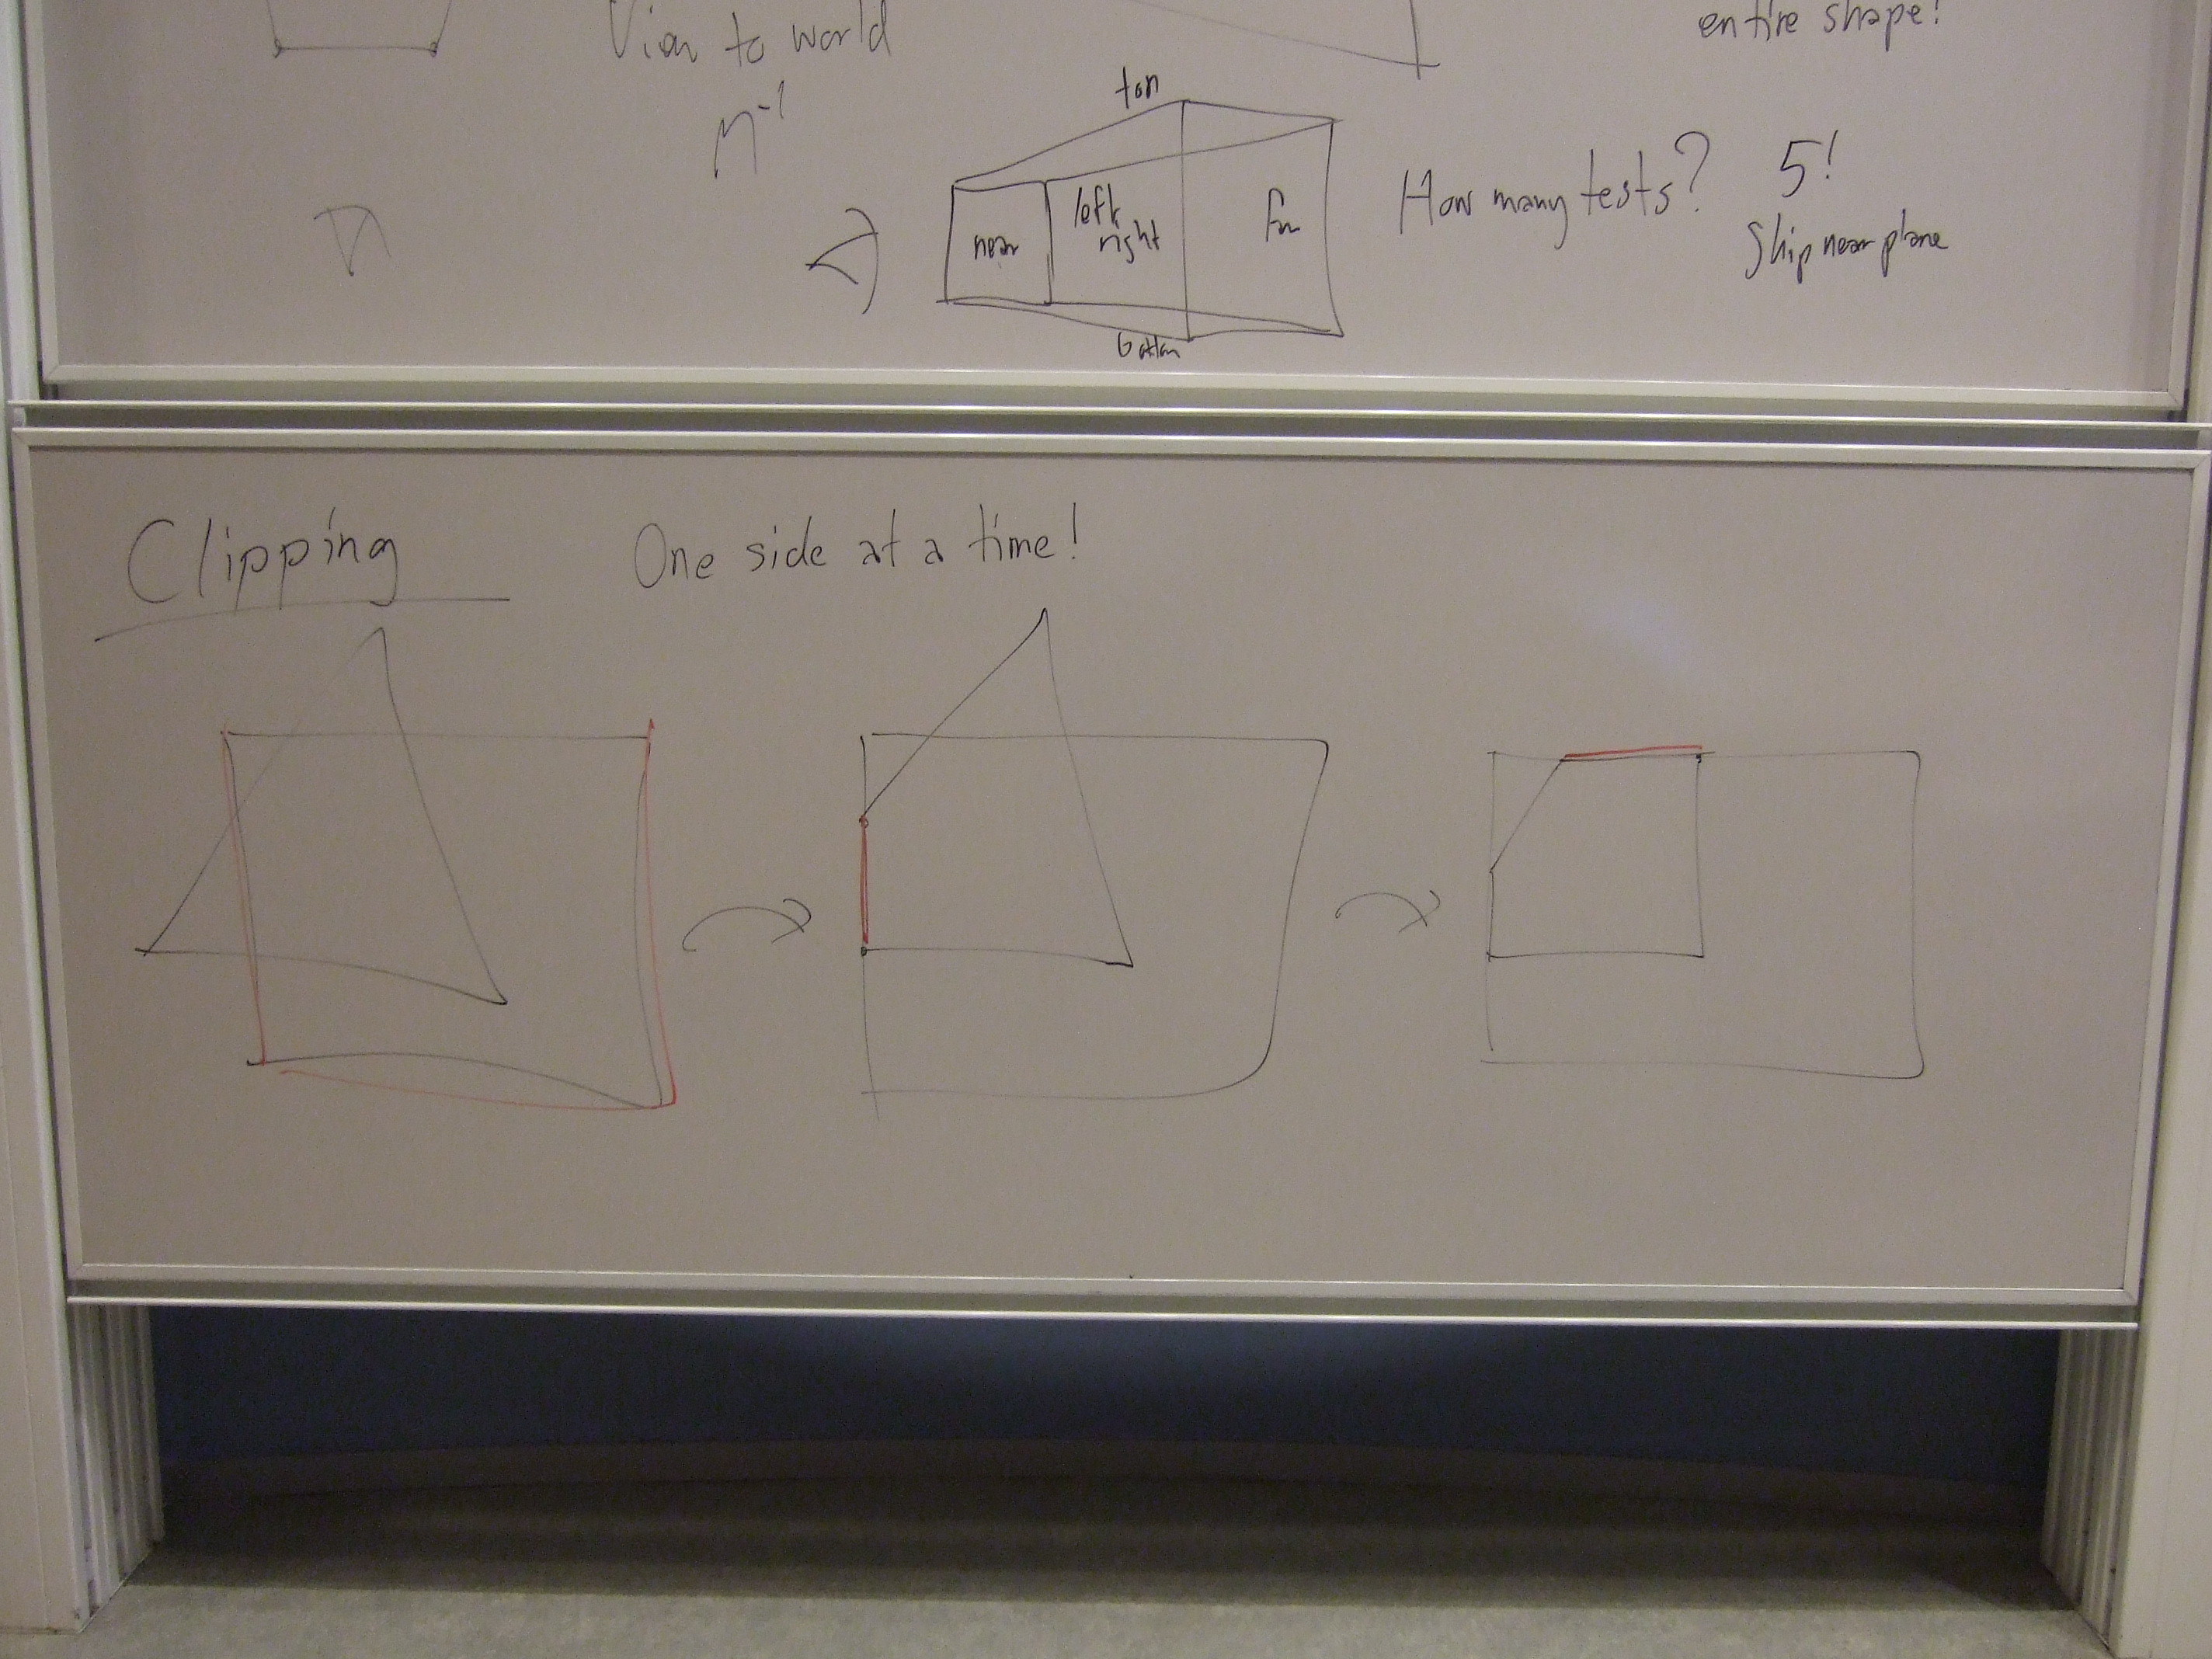 View to world
entire shape!
M⁻¹
top
near
left
right
far
How many tests? 5!
Skip near plane
bottom
Clipping
One side at a time!